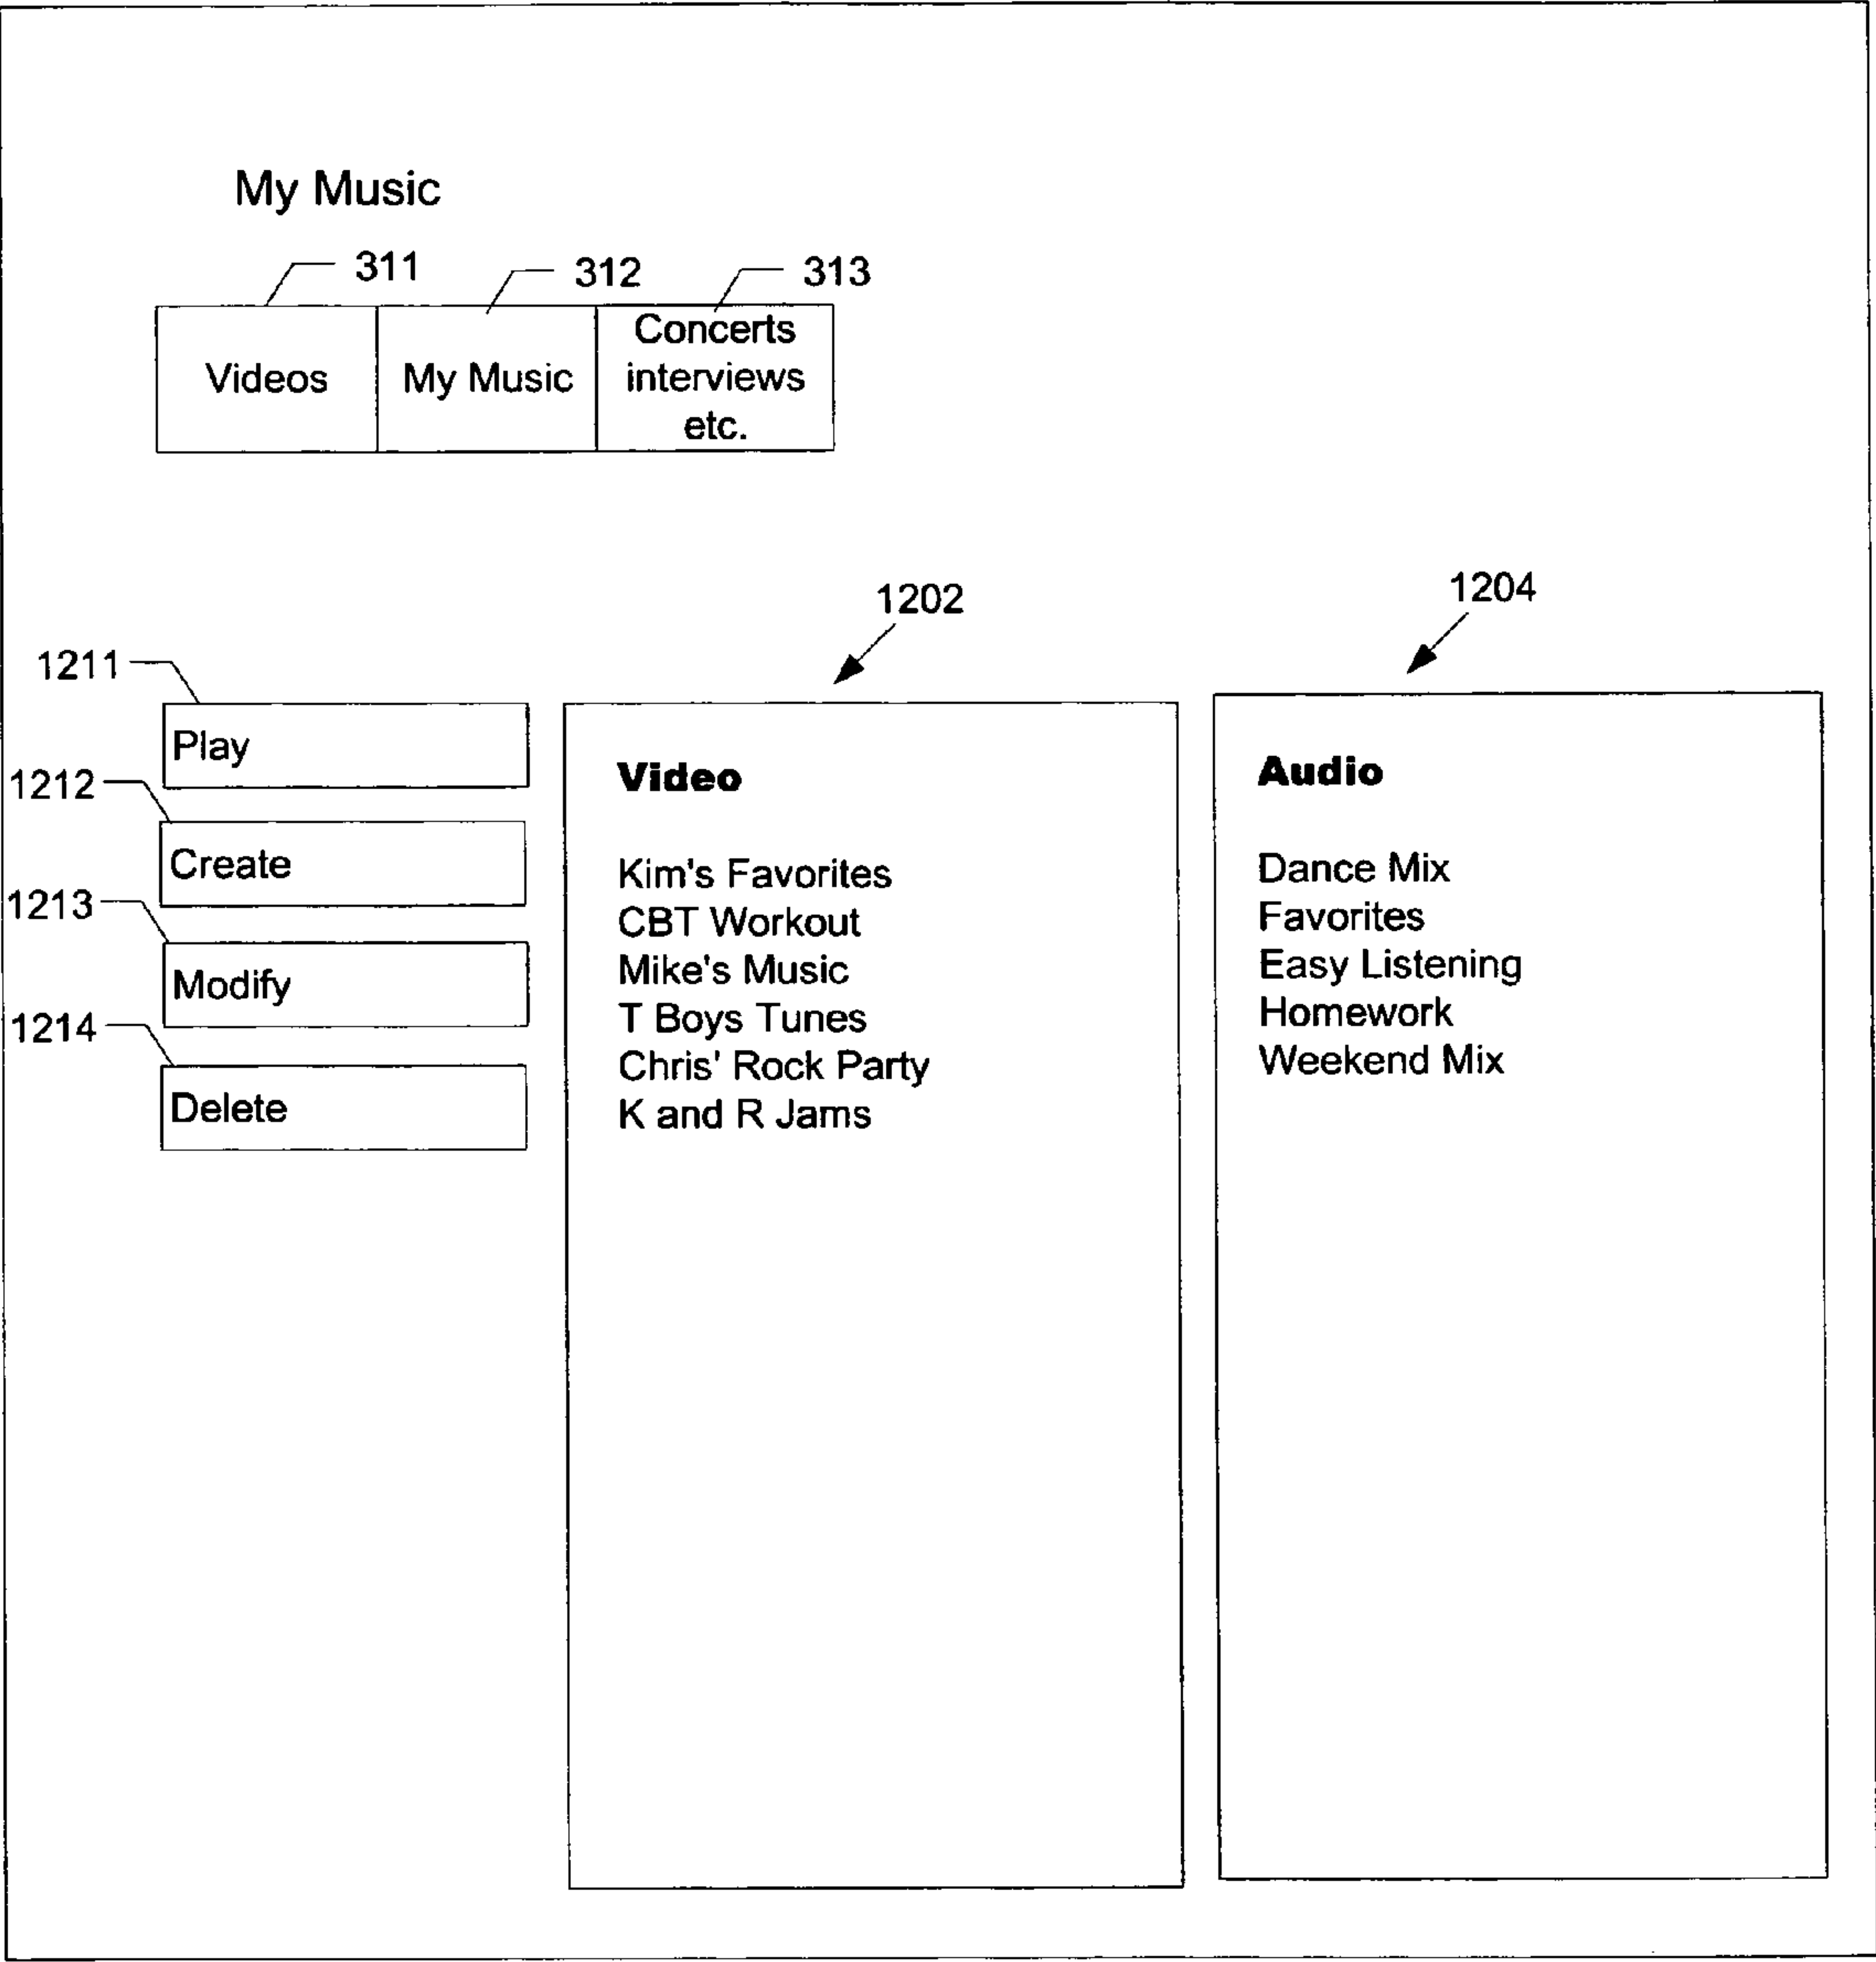 My Music
311
312
313
Videos
My Music
Concerts
interviews
etc.
1202
1204
1211
Play
1212
Create
1213
Modify
1214
Delete
Video
Kim's Favorites
CBT Workout
Mike's Music
T Boys Tunes
Chris' Rock Party
K and R Jams
Audio
Dance Mix
Favorites
Easy Listening
Homework
Weekend Mix